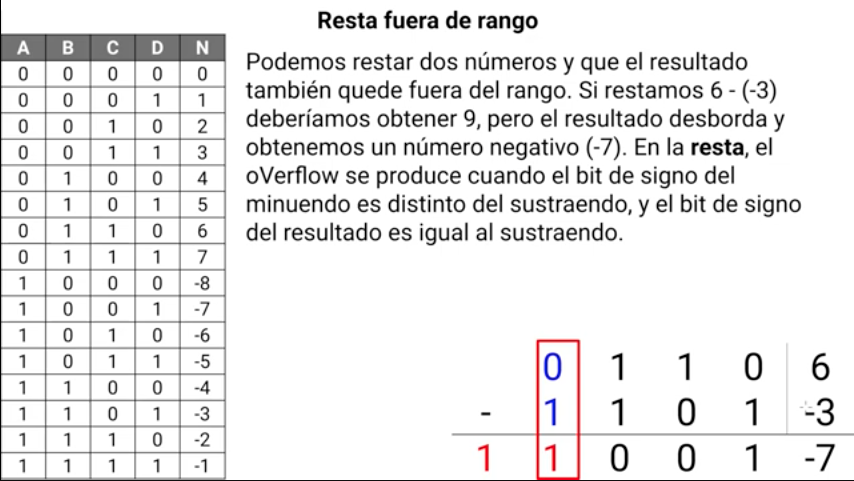 Resta fuera de rango
A B C D N
0 0 0 0 0
0 0 0 1 1
0 0 1 0 2
0 0 1 1 3
0 1 0 0 4
0 1 0 1 5
0 1 1 0 6
0 1 1 1 7
1 0 0 0 -8
1 0 0 1 -7
1 0 1 0 -6
1 0 1 1 -5
1 1 0 0 -4
1 1 0 1 -3
1 1 1 0 -2
1 1 1 1 -1
Podemos restar dos números y que el resultado
también quede fuera del rango. Si restamos 6 - (-3)
deberíamos obtener 9, pero el resultado desborda y
obtenemos un número negativo (-7). En la resta, el
oVerflow se produce cuando el bit de signo del
minuendo es distinto del sustraendo, y el bit de signo
del resultado es igual al sustraendo.
0 1 1 0 6
- 1 1 0 1 -3
1 1 0 0 1 -7